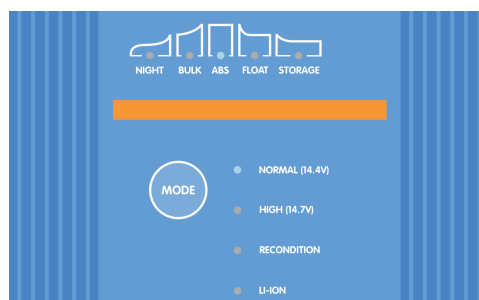 NIGHT BULK ABS FLOAT STORAGE
MODE
NORMAL (14.4V)
HIGH (14.7V)
RECONDITION
LI-ION